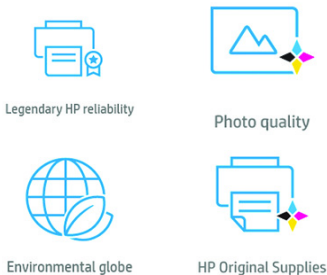 Legendary HP reliability
Photo quality
Environmental globe
HP Original Supplies